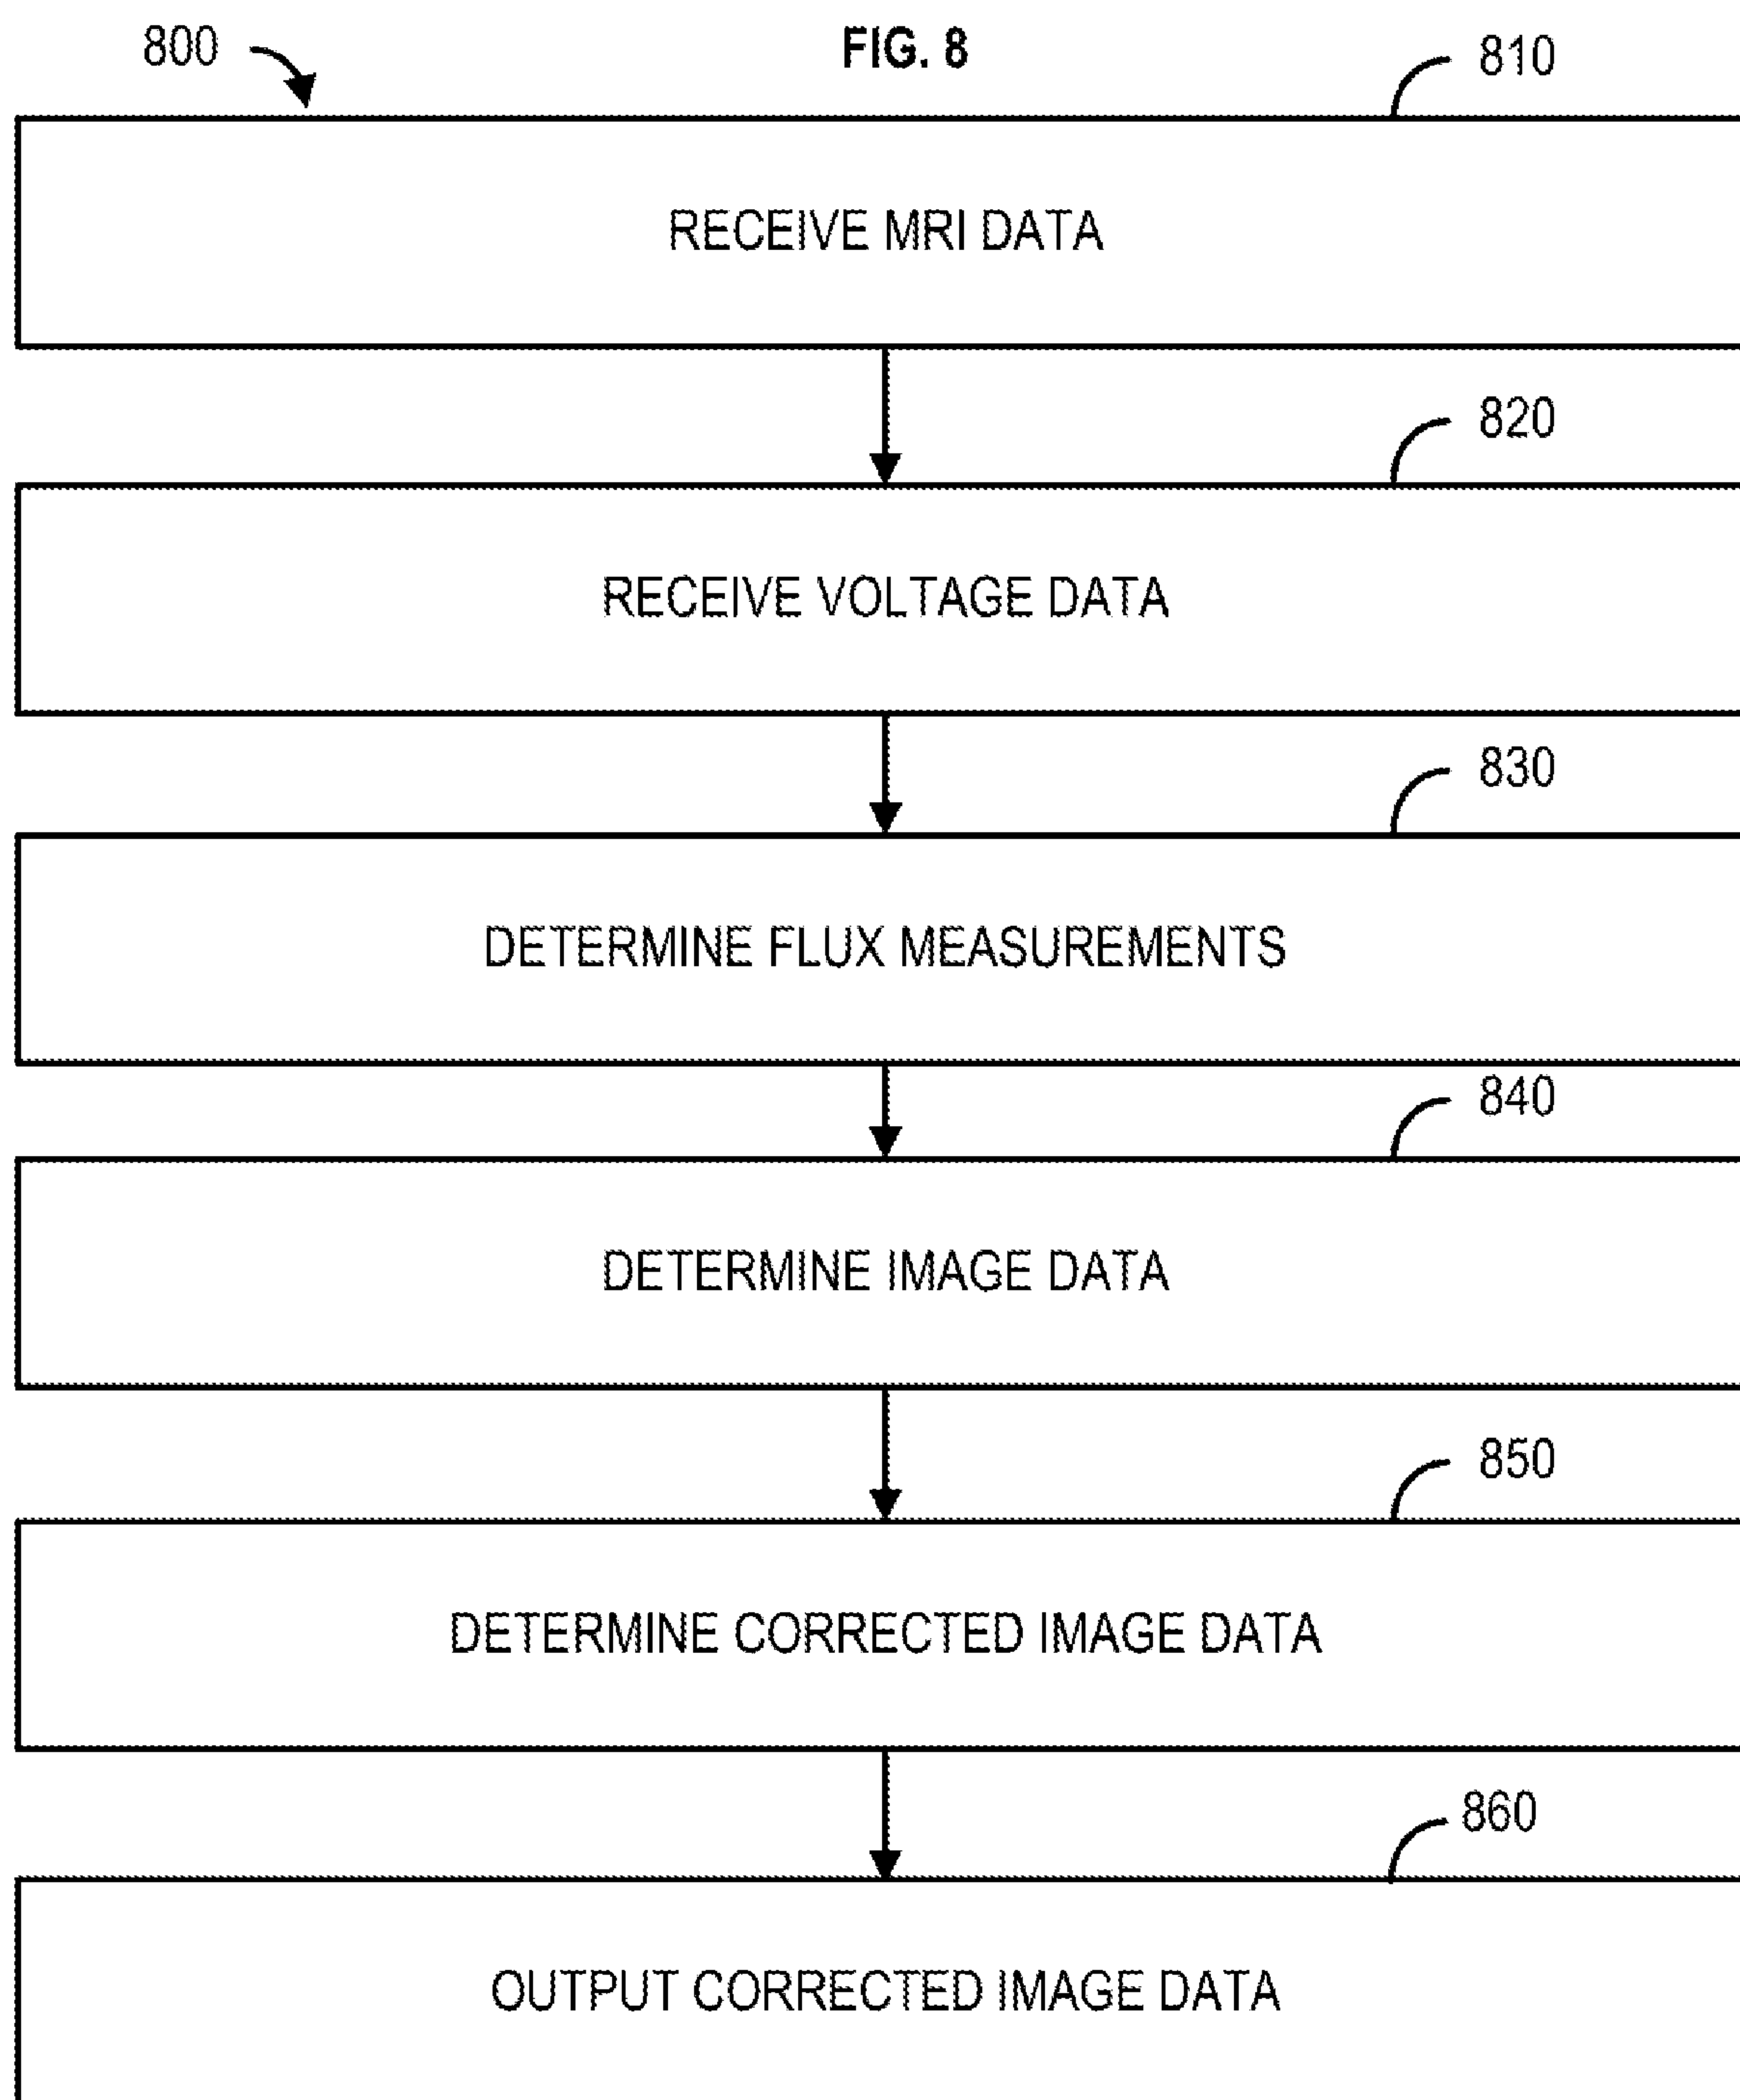 800
FIG. 8
810
RECEIVE MRI DATA
820
RECEIVE VOLTAGE DATA
830
DETERMINE FLUX MEASUREMENTS
840
DETERMINE IMAGE DATA
850
DETERMINE CORRECTED IMAGE DATA
860
OUTPUT CORRECTED IMAGE DATA